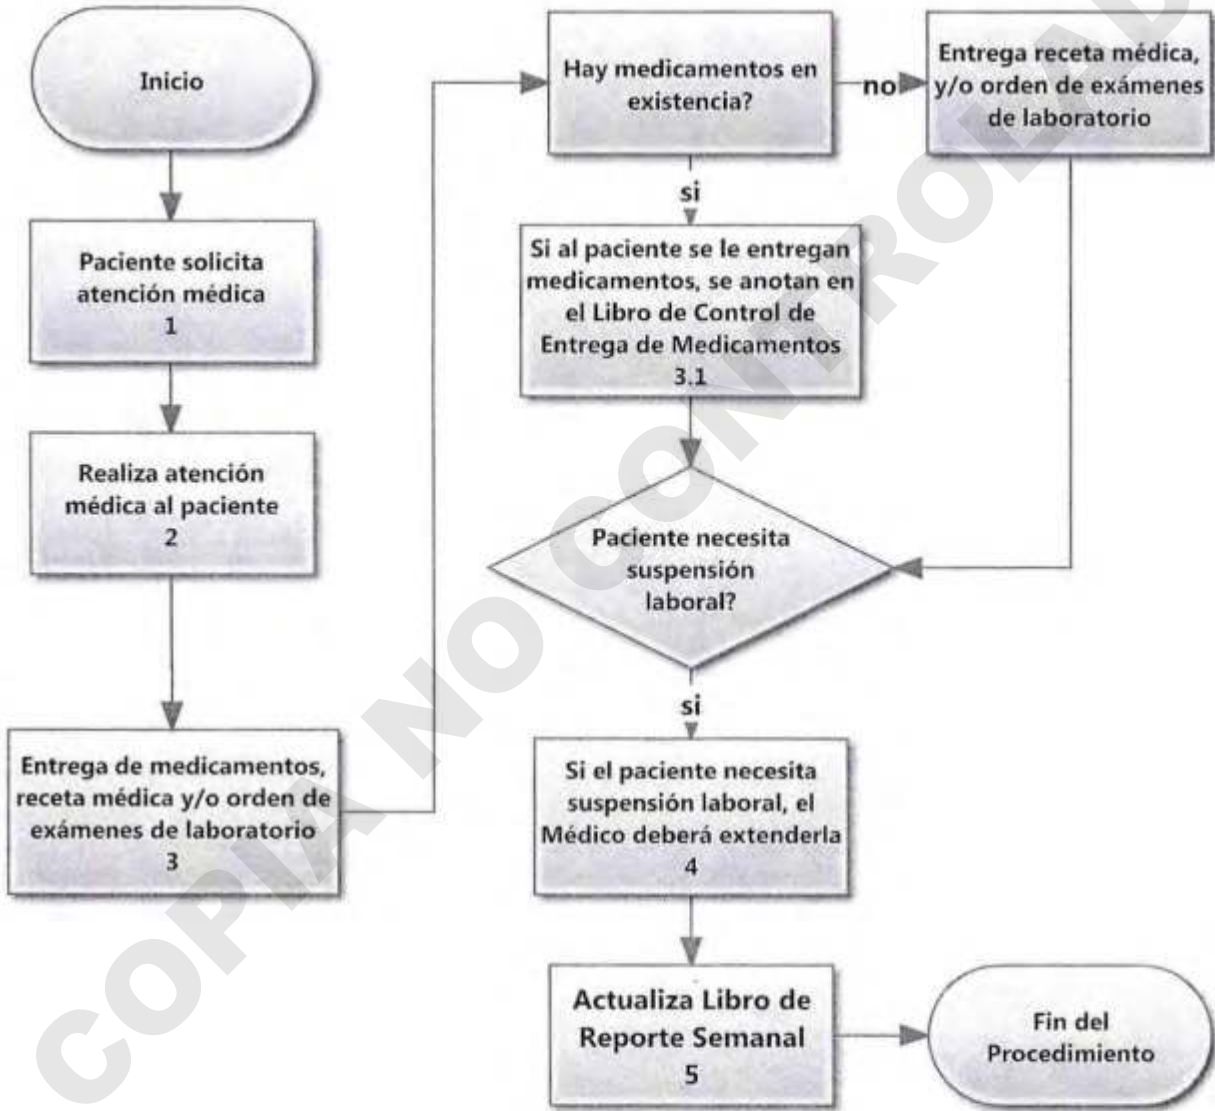 Inicio
Paciente solicita
atención médica
1
Realiza atención
médica al paciente
2
Entrega de medicamentos,
receta médica y/o orden de
exámenes de laboratorio
3
Hay medicamentos en
existencia?
no
Entrega receta médica,
y/o orden de exámenes
de laboratorio
si
Si al paciente se le entregan
medicamentos, se anotan en
el Libro de Control de
Entrega de Medicamentos
3.1
Paciente necesita
suspensión
laboral?
si
Si el paciente necesita
suspensión laboral, el
Médico deberá extenderla
4
Actualiza Libro de
Reporte Semanal
5
Fin del
Procedimiento
COPIA NO CONTROLAD